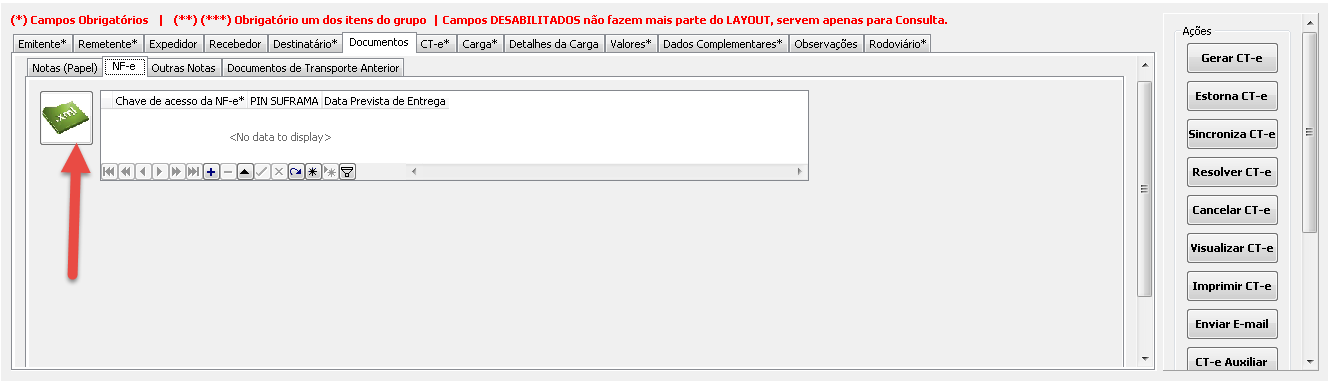 (*) Campos Obrigatórios | (**) (***) Obrigatório um dos itens do grupo | Campos DESABILITADOS não fazem mais parte do LAYOUT, servem apenas para Consulta.
Emitente* Remetente* Expedidor Recebedor Destinatário* Documentos CT-e* Carga* Detalhes da Carga Valores* Dados Complementares* Observações Rodoviário*
Notas (Papel) NF-e Outras Notas Documentos de Transporte Anterior
.xml
Chave de acesso da NF-e* PIN SUFRAMA Data Prevista de Entrega
<No data to display>
Ações
Gerar CT-e
Estorna CT-e
Sincroniza CT-e
Resolver CT-e
Cancelar CT-e
Visualizar CT-e
Imprimir CT-e
Enviar E-mail
CT-e Auxiliar